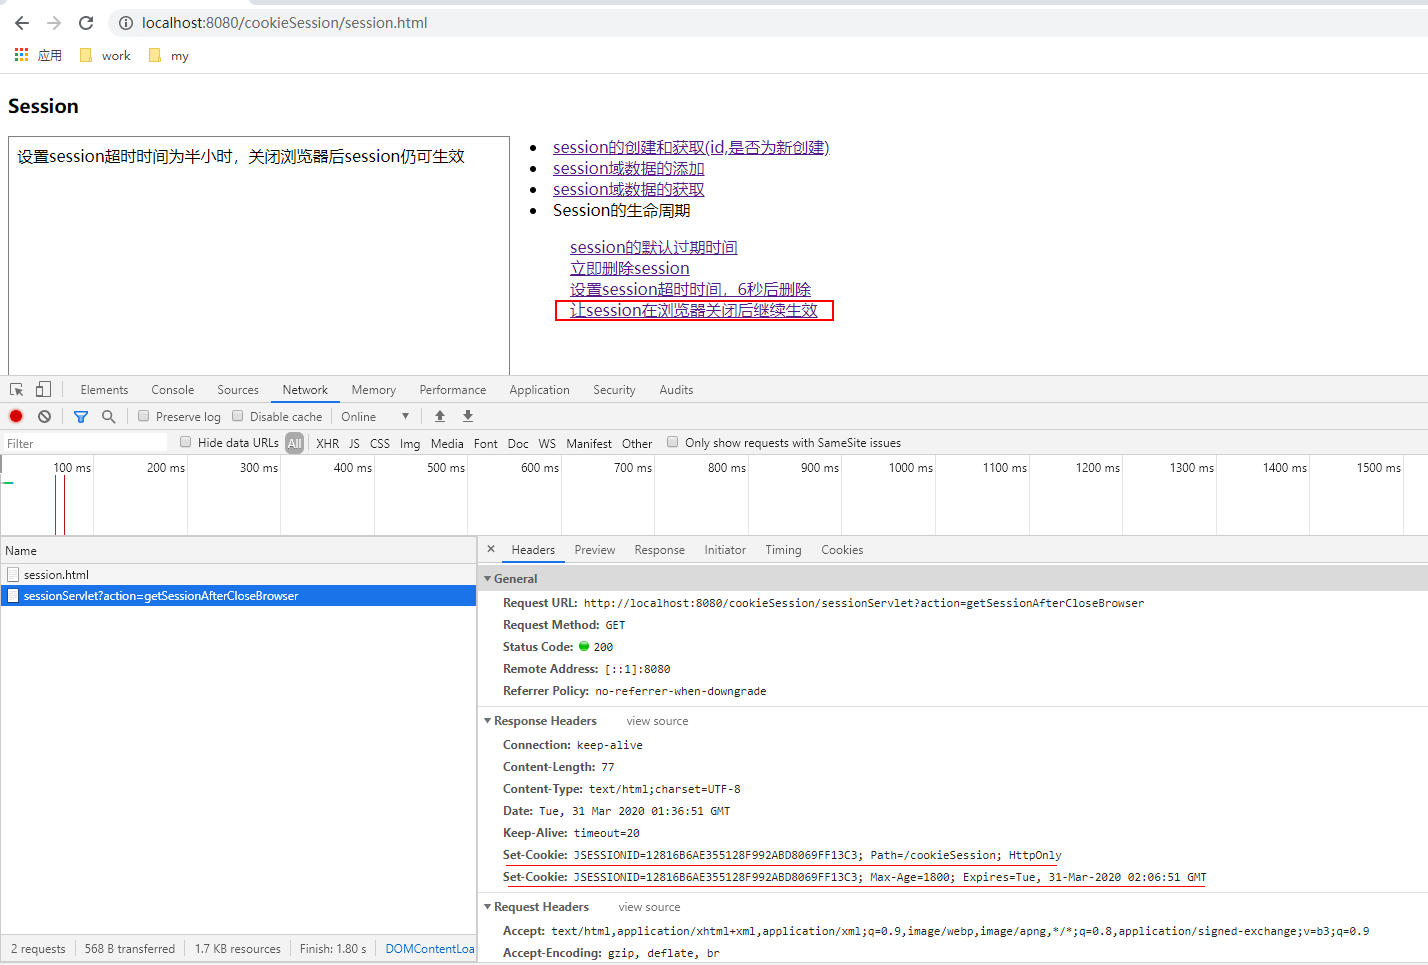 localhost:8080/cookieSession/session.html
应用 work my
Session
设置session超时时间为半小时，关闭浏览器后session仍可生效
session的创建和获取(id,是否为新创建)
session域数据的添加
session域数据的获取
Session的生命周期
session的默认过期时间
立即删除session
设置session超时时间，6秒后删除
让session在浏览器关闭后继续生效
Elements Console Sources Network Memory Performance Application Security Audits
Preserve log Disable cache Online
Filter Hide data URLs All XHR JS CSS Img Media Font Doc WS Manifest Other Only show requests with SameSite issues
100 ms 200 ms 300 ms 400 ms 500 ms 600 ms 700 ms 800 ms 900 ms 1000 ms 1100 ms 1200 ms 1300 ms 1400 ms 1500 ms
Name
session.html
sessionServlet?action=getSessionAfterCloseBrowser
× Headers Preview Response Initiator Timing Cookies
General
Request URL: http://localhost:8080/cookieSession/sessionServlet?action=getSessionAfterCloseBrowser
Request Method: GET
Status Code: 200
Remote Address: [::1]:8080
Referrer Policy: no-referrer-when-downgrade
Response Headers view source
Connection: keep-alive
Content-Length: 77
Content-Type: text/html;charset=UTF-8
Date: Tue, 31 Mar 2020 01:36:51 GMT
Keep-Alive: timeout=20
Set-Cookie: JSESSIONID=12816B6AE355128F992ABD8069FF13C3; Path=/cookieSession; HttpOnly
Set-Cookie: JSESSIONID=12816B6AE355128F992ABD8069FF13C3; Max-Age=1800; Expires=Tue, 31-Mar-2020 02:06:51 GMT
Request Headers view source
Accept: text/html,application/xhtml+xml,application/xml;q=0.9,image/webp,image/apng,*/*;q=0.8,application/signed-exchange;v=b3;q=0.9
Accept-Encoding: gzip, deflate, br
2 requests 568 B transferred 1.7 KB resources Finish: 1.80 s DOMContentLoa